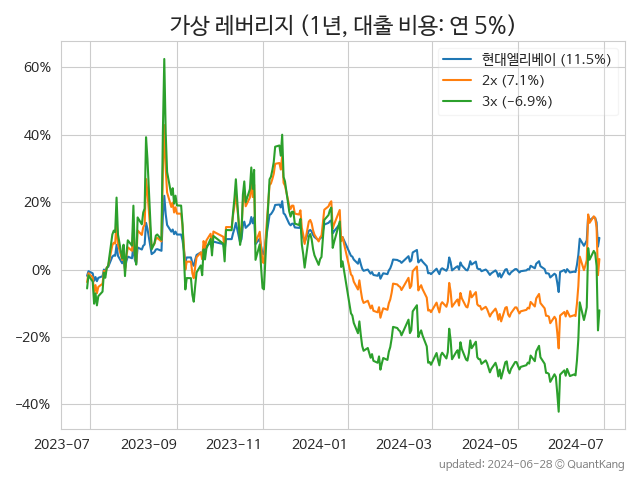 가상 레버리지 (1년, 대출 비용: 연 5%)
현대엘리베이 (11.5%)
2x (7.1%)
3x (−6.9%)
60%
40%
20%
0%
−20%
−40%
2023-07 2023-09 2023-11 2024-01 2024-03 2024-05 2024-07
updated: 2024-06-28 © QuantKang